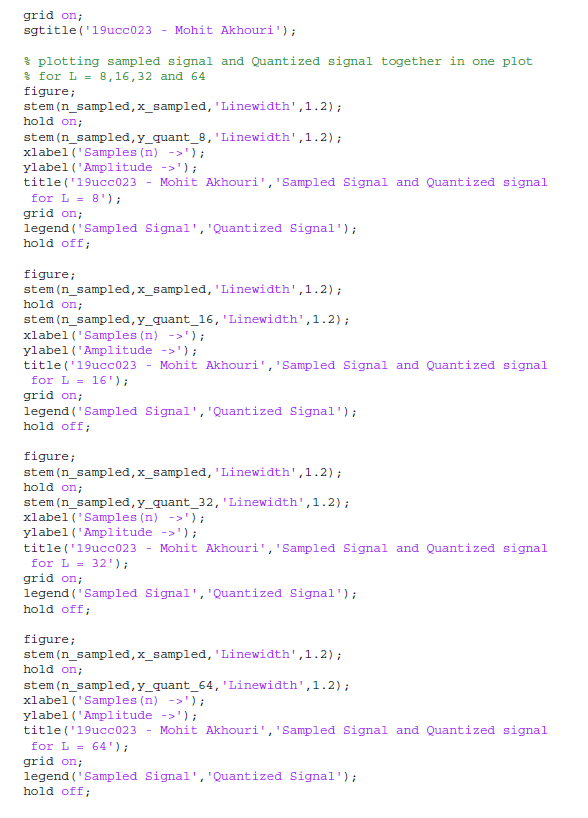 grid on;
sgtitle('19ucc023 - Mohit Akhouri');

% plotting sampled signal and Quantized signal together in one plot
% for L = 8,16,32 and 64
figure;
stem(n_sampled,x_sampled,'Linewidth',1.2);
hold on;
stem(n_sampled,y_quant_8,'Linewidth',1.2);
xlabel('Samples(n) ->');
ylabel('Amplitude ->');
title('19ucc023 - Mohit Akhouri','Sampled Signal and Quantized signal
 for L = 8');
grid on;
legend('Sampled Signal','Quantized Signal');
hold off;

figure;
stem(n_sampled,x_sampled,'Linewidth',1.2);
hold on;
stem(n_sampled,y_quant_16,'Linewidth',1.2);
xlabel('Samples(n) ->');
ylabel('Amplitude ->');
title('19ucc023 - Mohit Akhouri','Sampled Signal and Quantized signal
 for L = 16');
grid on;
legend('Sampled Signal','Quantized Signal');
hold off;

figure;
stem(n_sampled,x_sampled,'Linewidth',1.2);
hold on;
stem(n_sampled,y_quant_32,'Linewidth',1.2);
xlabel('Samples(n) ->');
ylabel('Amplitude ->');
title('19ucc023 - Mohit Akhouri','Sampled Signal and Quantized signal
 for L = 32');
grid on;
legend('Sampled Signal','Quantized Signal');
hold off;

figure;
stem(n_sampled,x_sampled,'Linewidth',1.2);
hold on;
stem(n_sampled,y_quant_64,'Linewidth',1.2);
xlabel('Samples(n) ->');
ylabel('Amplitude ->');
title('19ucc023 - Mohit Akhouri','Sampled Signal and Quantized signal
 for L = 64');
grid on;
legend('Sampled Signal','Quantized Signal');
hold off;